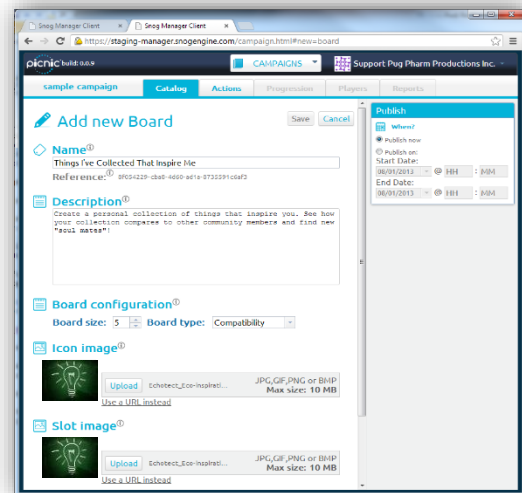 Snog Manager Client
Snog Manager Client
https://staging-manager.snogengine.com/campaign.html#new=board
picnic build: 0.0.9
CAMPAIGNS
Support Pug Pharm Productions Inc.
sample campaign
Catalog
Actions
Progression
Players
Reports
Add new Board
Save
Cancel
Name
Things I've Collected That Inspire Me
Reference:
Description
Create a personal collection of things that inspire you. See how
your collection compares to other community members and find new
"soul mates"!
Board configuration
Board size: 5 Board type: Compatibility
Icon image
Upload Echotect_Eco-Inspirati... JPG,GIF,PNG or BMP
Max size: 10 MB
Use a URL instead
Slot image
Upload Echotect_Eco-Inspirati... JPG,GIF,PNG or BMP
Max size: 10 MB
Use a URL instead
Publish
When?
Publish now
Publish on:
Start Date:
08/01/2013 @ HH : MM
End Date:
08/01/2013 @ HH : MM